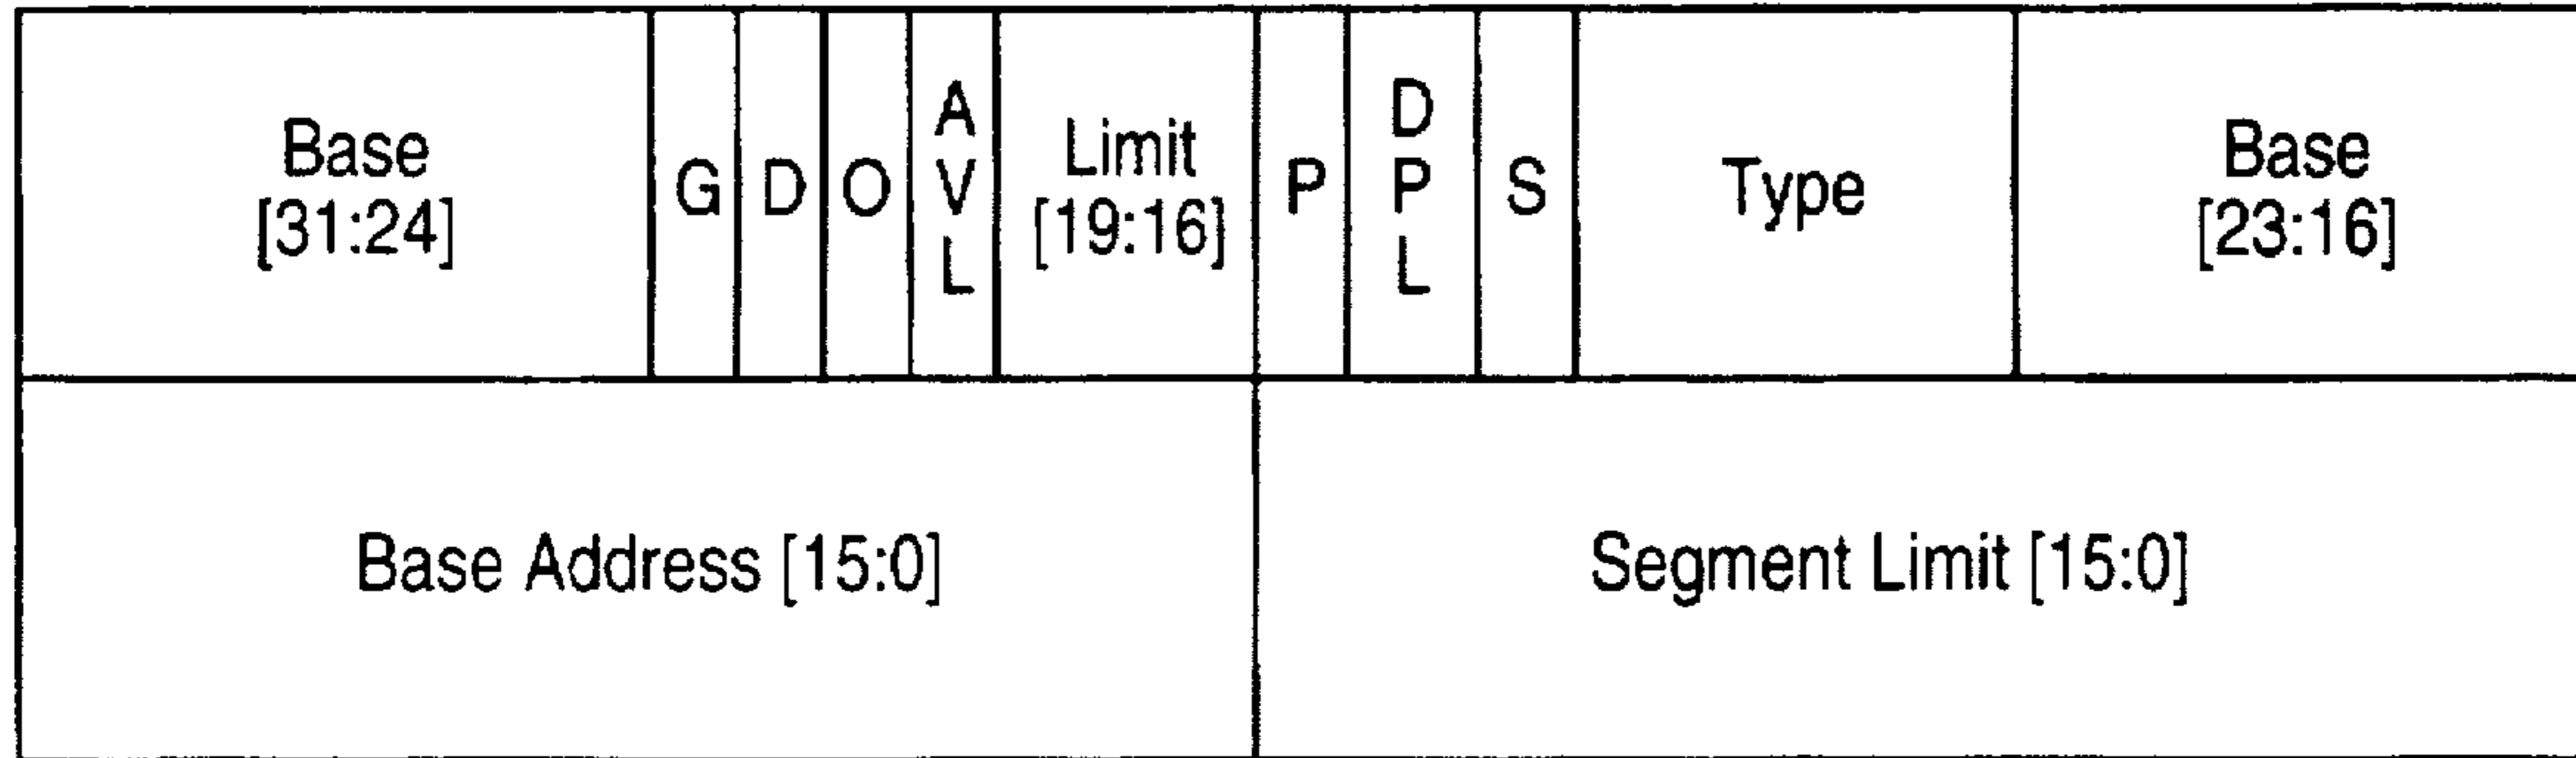 Base
[31:24]
G
D
O
A
V
L
Limit
[19:16]
P
D
P
L
S
Type
Base
[23:16]
Base Address [15:0]
Segment Limit [15:0]